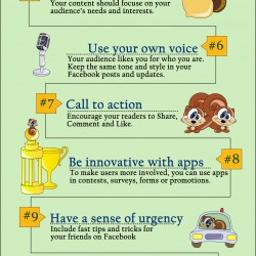 Your content should focus on your
audience's needs and interests.
#6
Use your own voice
Your audience likes you for who you are.
Keep the same tone and style in your
Facebook posts and updates.
#7
Call to action
Encourage your readers to Share,
Comment and Like.
#8
Be innovative with apps
To make users more involved, you can use apps
in contests, surveys, forms or promotions.
#9
Have a sense of urgency
Include fast tips and tricks for
your friends on Facebook